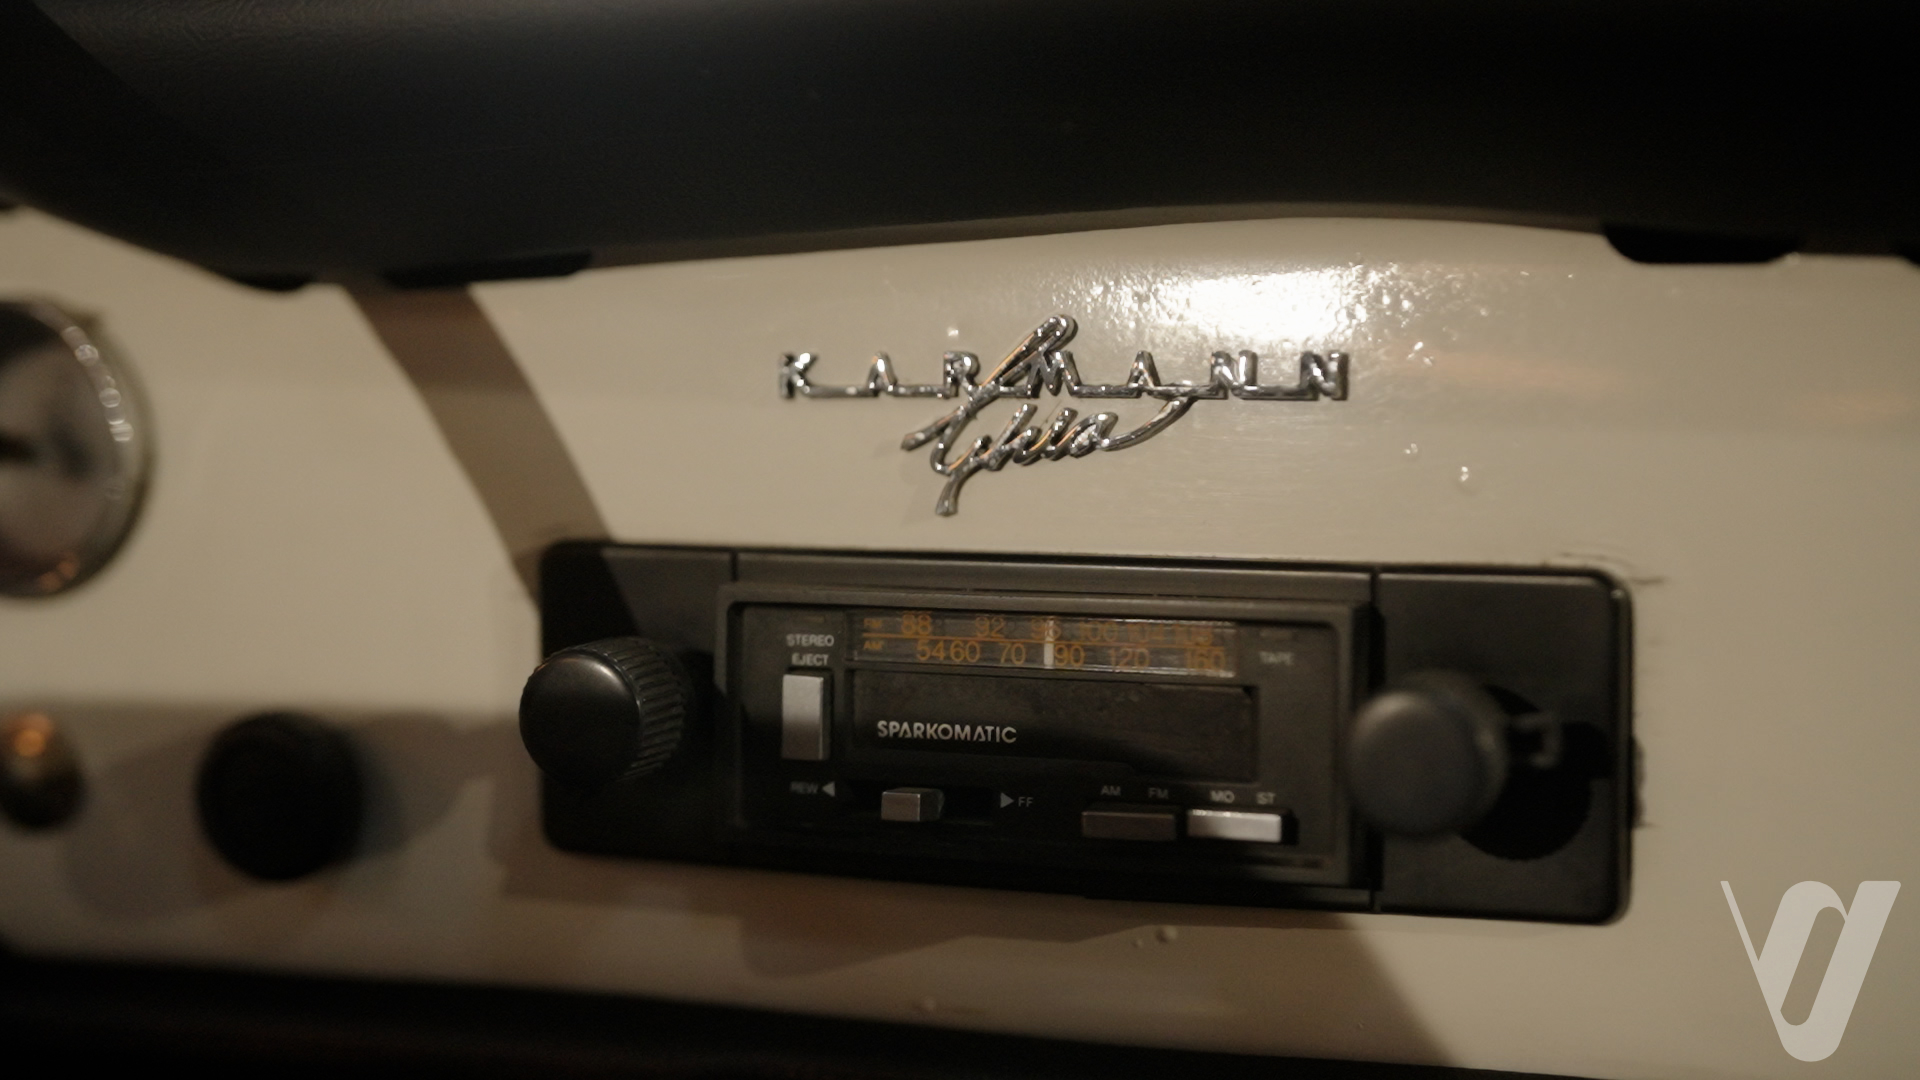 KARMANN
Ghia
STEREO
EJECT
FM 88 92 96 100 104 108
AM 54 60 70 90 120 160
TAPE
SPARKOMATIC
REW
FF
AM FM MO ST